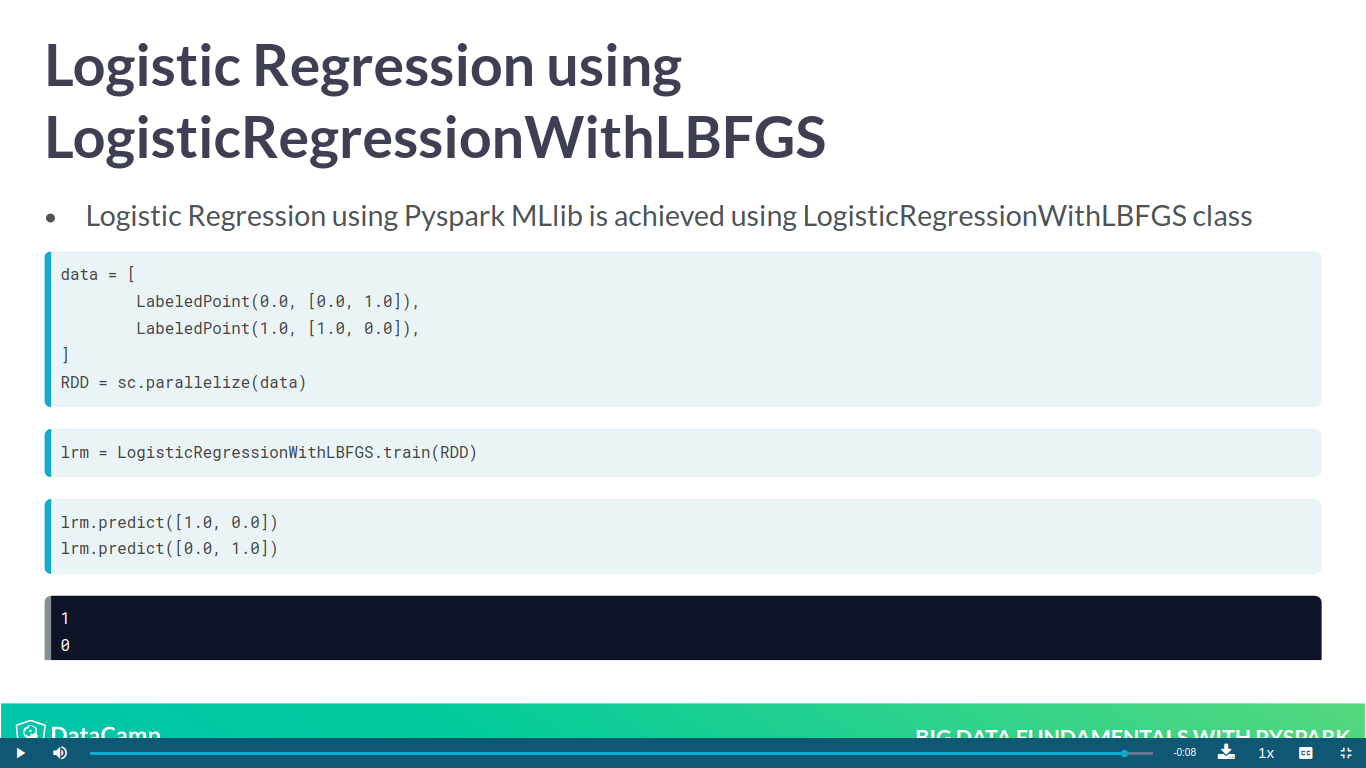 Logistic Regression using
LogisticRegressionWithLBFGS
• Logistic Regression using Pyspark MLlib is achieved using LogisticRegressionWithLBFGS class
data = [
        LabeledPoint(0.0, [0.0, 1.0]),
        LabeledPoint(1.0, [1.0, 0.0]),
]
RDD = sc.parallelize(data)
lrm = LogisticRegressionWithLBFGS.train(RDD)
lrm.predict([1.0, 0.0])
lrm.predict([0.0, 1.0])
1
0
DataCamp BIG DATA FUNDAMENTALS WITH PYSPARK
-0:08 1x CC